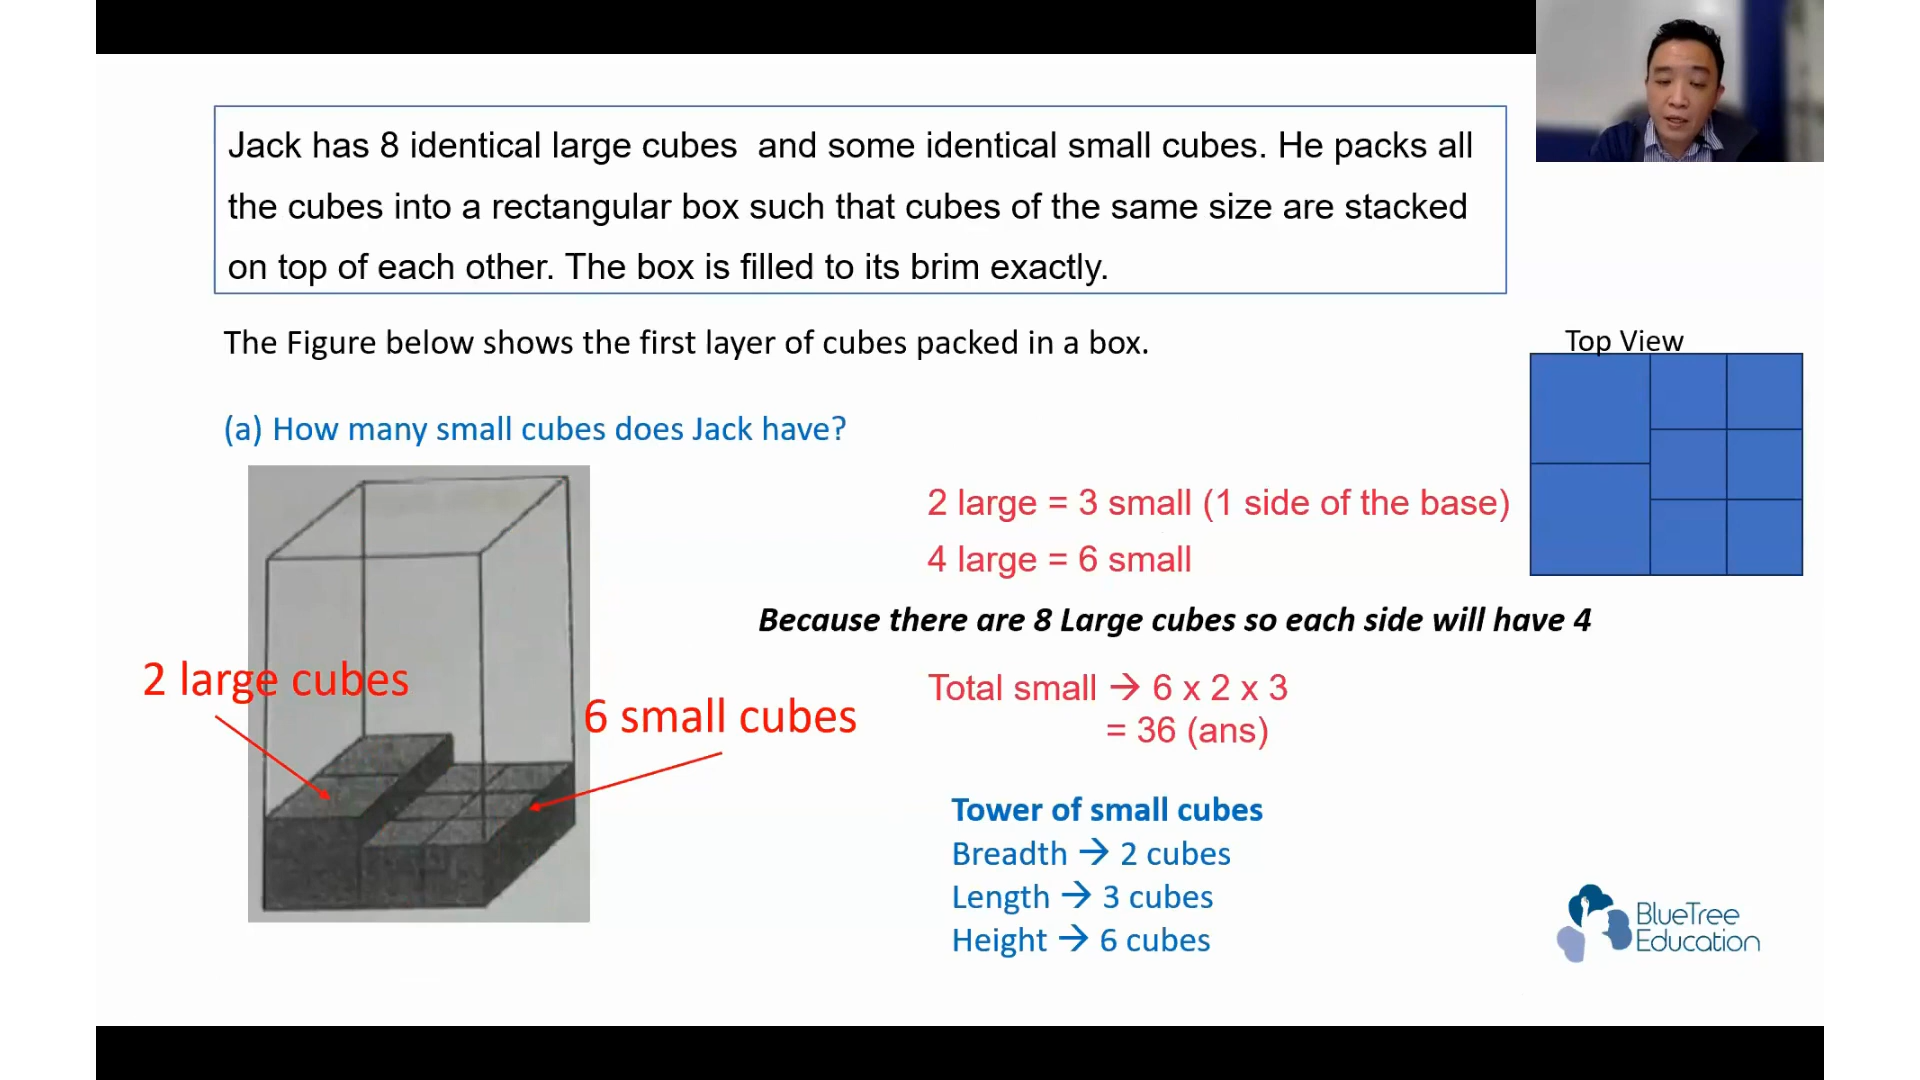 Jack has 8 identical large cubes  and some identical small cubes. He packs all
the cubes into a rectangular box such that cubes of the same size are stacked
on top of each other. The box is filled to its brim exactly.
The Figure below shows the first layer of cubes packed in a box.
Top View
(a) How many small cubes does Jack have?
2 large = 3 small (1 side of the base)
4 large = 6 small
Because there are 8 Large cubes so each side will have 4
2 large cubes
6 small cubes
Total small → 6 x 2 x 3
= 36 (ans)
Tower of small cubes
Breadth → 2 cubes
Length → 3 cubes
Height → 6 cubes
BlueTree
Education